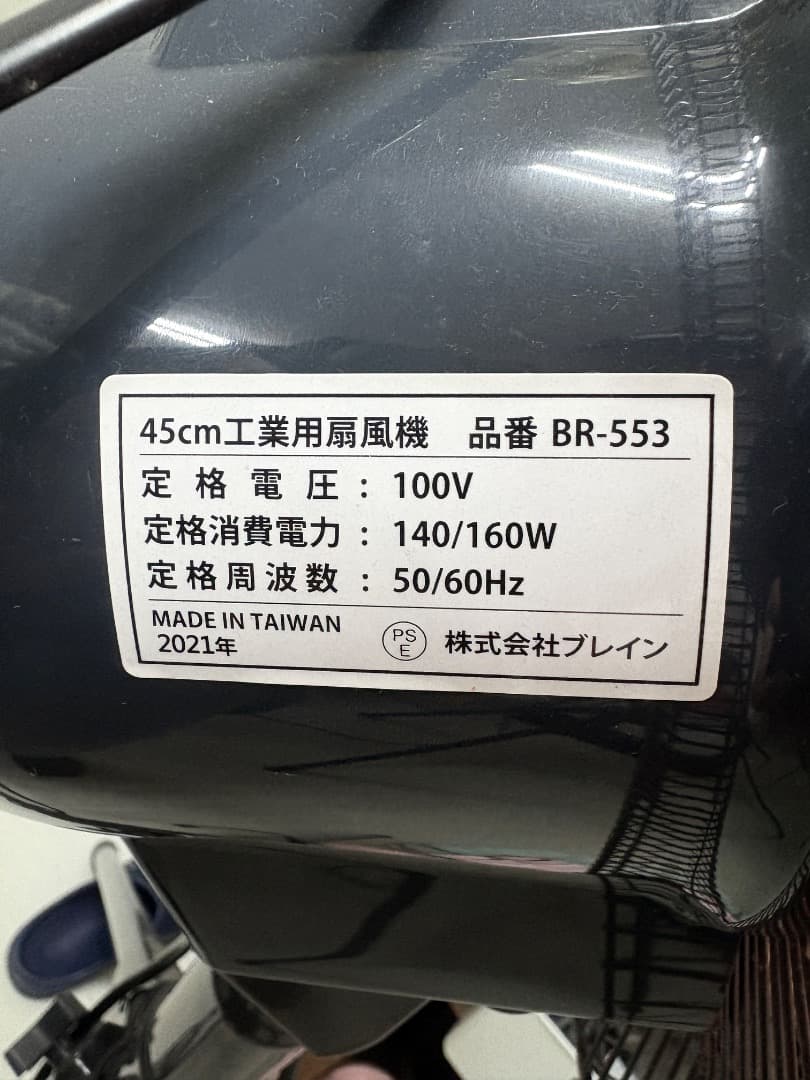 45cm工業用扇風機 品番 BR-553
定格電圧 : 100V
定格消費電力 : 140/160W
定格周波数 : 50/60Hz
MADE IN TAIWAN
2021年
PS
E
株式会社ブレイン